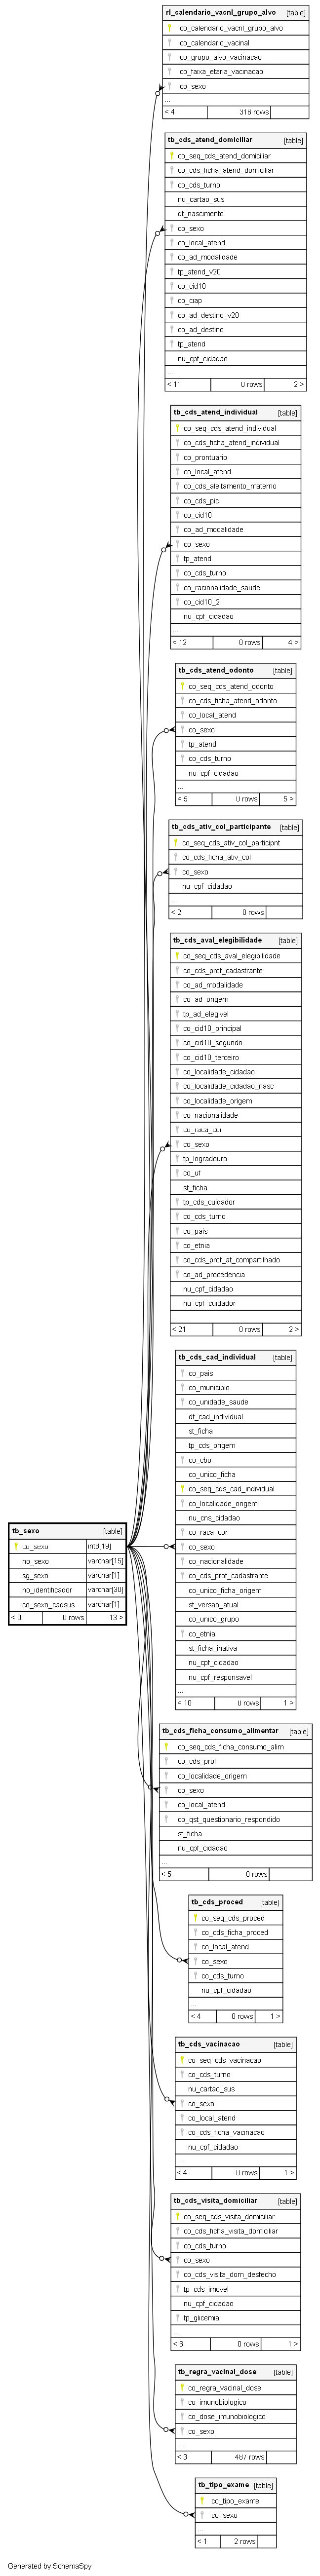 rl_calendario_vacnl_grupo_alvo [table]
co_calendario_vacnl_grupo_alvo
co_calendario_vacinal
co_grupo_alvo_vacinacao
co_faixa_etaria_vacinacao
co_sexo
...
< 4 316 rows
tb_cds_atend_domiciliar [table]
co_seq_cds_atend_domiciliar
co_cds_ficha_atend_domiciliar
co_cds_turno
nu_cartao_sus
dt_nascimento
co_sexo
co_local_atend
co_ad_modalidade
tp_atend_v20
co_cid10
co_ciap
co_ad_destino_v20
co_ad_destino
tp_atend
nu_cpf_cidadao
...
< 11 0 rows 2 >
tb_cds_atend_individual [table]
co_seq_cds_atend_individual
co_cds_ficha_atend_individual
co_prontuario
co_local_atend
co_cds_aleitamento_materno
co_cds_pic
co_cid10
co_ad_modalidade
co_sexo
tp_atend
co_cds_turno
co_racionalidade_saude
co_cid10_2
nu_cpf_cidadao
...
< 12 0 rows 4 >
tb_cds_atend_odonto [table]
co_seq_cds_atend_odonto
co_cds_ficha_atend_odonto
co_local_atend
co_sexo
tp_atend
co_cds_turno
nu_cpf_cidadao
...
< 5 0 rows 5 >
tb_cds_ativ_col_participante [table]
co_seq_cds_ativ_col_participnt
co_cds_ficha_ativ_col
co_sexo
nu_cpf_cidadao
...
< 2 0 rows
tb_cds_aval_elegibilidade [table]
co_seq_cds_aval_elegibilidade
co_cds_prof_cadastrante
co_ad_modalidade
co_ad_origem
tp_ad_elegivel
co_cid10_principal
co_cid10_segundo
co_cid10_terceiro
co_localidade_cidadao
co_localidade_cidadao_nasc
co_localidade_origem
co_nacionalidade
co_raca_cor
co_sexo
tp_logradouro
co_uf
st_ficha
tp_cds_cuidador
co_cds_turno
co_pais
co_etnia
co_cds_prof_at_compartilhado
co_ad_procedencia
nu_cpf_cidadao
nu_cpf_cuidador
...
< 21 0 rows 2 >
tb_cds_cad_individual [table]
co_pais
co_municipio
co_unidade_saude
dt_cad_individual
st_ficha
tp_cds_origem
co_cbo
co_unico_ficha
co_seq_cds_cad_individual
co_localidade_origem
nu_cns_cidadao
co_raca_cor
co_sexo
co_nacionalidade
co_cds_prof_cadastrante
co_unico_ficha_origem
st_versao_atual
co_unico_grupo
co_etnia
st_ficha_inativa
nu_cpf_cidadao
nu_cpf_responsavel
...
< 10 0 rows 1 >
tb_sexo [table]
co_sexo int8[19]
no_sexo varchar[15]
sg_sexo varchar[1]
no_identificador varchar[30]
co_sexo_cadsus varchar[1]
< 0 0 rows 13 >
tb_cds_ficha_consumo_alimentar [table]
co_seq_cds_ficha_consumo_alim
co_cds_prof
co_localidade_origem
co_sexo
co_local_atend
co_qst_questionario_respondido
st_ficha
nu_cpf_cidadao
...
< 5 0 rows
tb_cds_proced [table]
co_seq_cds_proced
co_cds_ficha_proced
co_local_atend
co_sexo
co_cds_turno
nu_cpf_cidadao
...
< 4 0 rows 1 >
tb_cds_vacinacao [table]
co_seq_cds_vacinacao
co_cds_turno
nu_cartao_sus
co_sexo
co_local_atend
co_cds_ficha_vacinacao
nu_cpf_cidadao
...
< 4 0 rows 1 >
tb_cds_visita_domiciliar [table]
co_seq_cds_visita_domiciliar
co_cds_ficha_visita_domiciliar
co_cds_turno
co_sexo
co_cds_visita_dom_desfecho
tp_cds_imovel
nu_cpf_cidadao
tp_glicemia
...
< 6 0 rows 1 >
tb_regra_vacinal_dose [table]
co_regra_vacinal_dose
co_imunobiologico
co_dose_imunobiologico
co_sexo
...
< 3 487 rows
tb_tipo_exame [table]
co_tipo_exame
co_sexo
...
< 1 2 rows
Generated by SchemaSpy